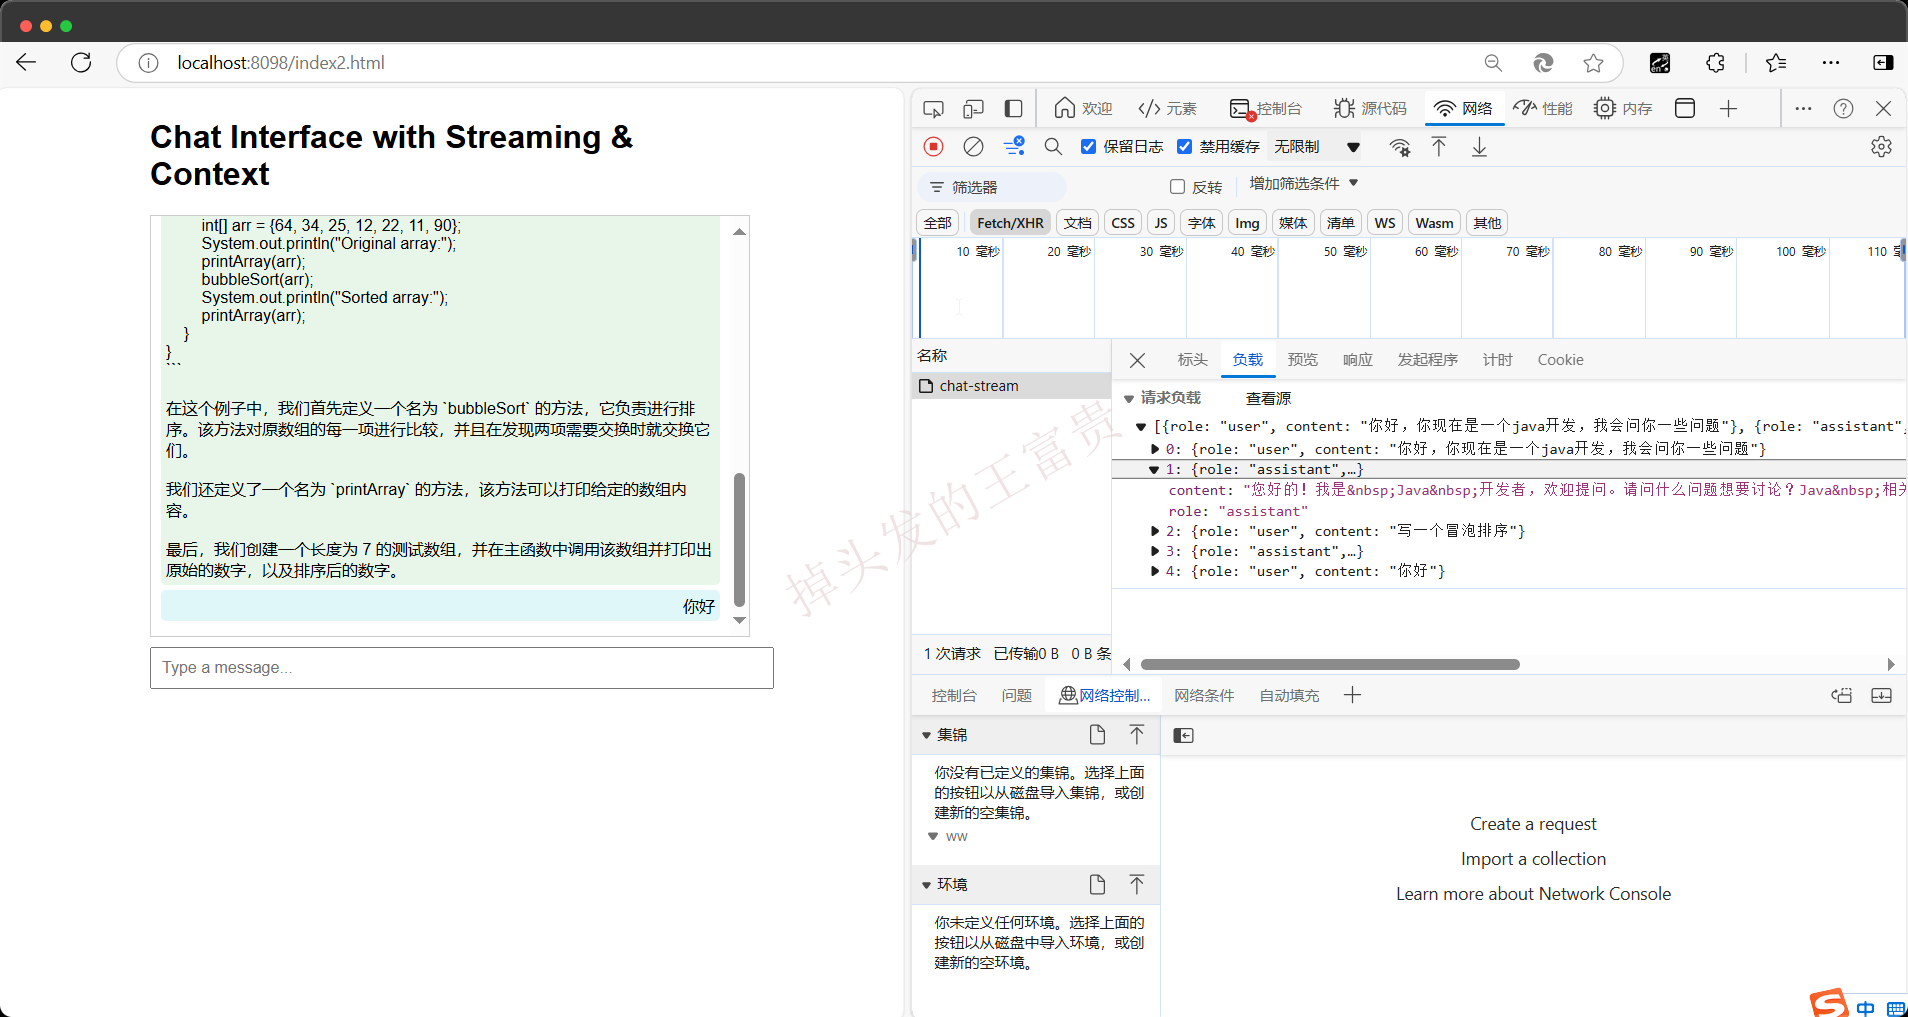 localhost:8098/index2.html
Chat Interface with Streaming &
Context
int[] arr = {64, 34, 25, 12, 22, 11, 90};
System.out.println("Original array:");
printArray(arr);
bubbleSort(arr);
System.out.println("Sorted array:");
printArray(arr);
}
}
```
在这个例子中，我们首先定义一个名为 `bubbleSort` 的方法，它负责进行排
序。该方法对原数组的每一项进行比较，并且在发现两项需要交换时就交换它
们。
我们还定义了一个名为 `printArray` 的方法，该方法可以打印给定的数组内
容。
最后，我们创建一个长度为 7 的测试数组，并在主函数中调用该数组并打印出
原始的数字，以及排序后的数字。
你好
Type a message...
欢迎 元素 控制台 源代码 网络 性能 内存
保留日志 禁用缓存 无限制
筛选器 反转 增加筛选条件
全部 Fetch/XHR 文档 CSS JS 字体 Img 媒体 清单 WS Wasm 其他
10 毫秒 20 毫秒 30 毫秒 40 毫秒 50 毫秒 60 毫秒 70 毫秒 80 毫秒 90 毫秒 100 毫秒 110
名称
chat-stream
1 次请求 已传输0 B 0 B 条
标头 负载 预览 响应 发起程序 计时 Cookie
请求负载 查看源
[{role: "user", content: "你好，你现在是一个java开发，我会问你一些问题"}, {role: "assistant",
0: {role: "user", content: "你好，你现在是一个java开发，我会问你一些问题"}
1: {role: "assistant",…}
content: "您好的！我是&nbsp;Java&nbsp;开发者，欢迎提问。请问什么问题想要讨论？Java&nbsp;相关
role: "assistant"
2: {role: "user", content: "写一个冒泡排序"}
3: {role: "assistant",…}
4: {role: "user", content: "你好"}
掉头发的王富贵
控制台 问题 网络控制... 网络条件 自动填充
集锦
你没有已定义的集锦。选择上面
的按钮以从磁盘导入集锦，或创
建新的空集锦。
ww
环境
你未定义任何环境。选择上面的
按钮以从磁盘中导入环境，或创
建新的空环境。
Create a request
Import a collection
Learn more about Network Console
中